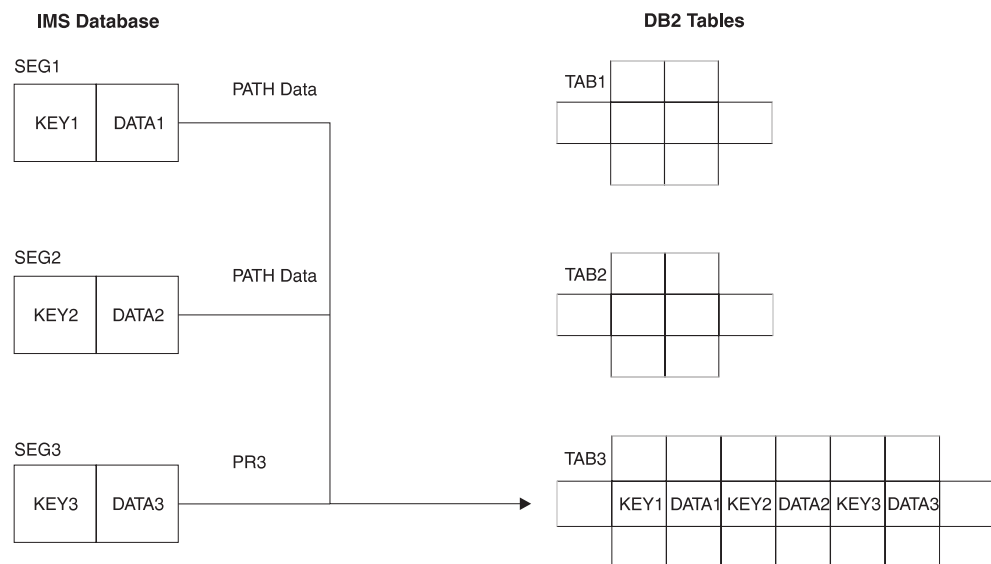 IMS Database
DB2 Tables
SEG1
KEY1 DATA1
PATH Data
TAB1
SEG2
KEY2 DATA2
PATH Data
TAB2
SEG3
KEY3 DATA3
PR3
TAB3
KEY1 DATA1 KEY2 DATA2 KEY3 DATA3